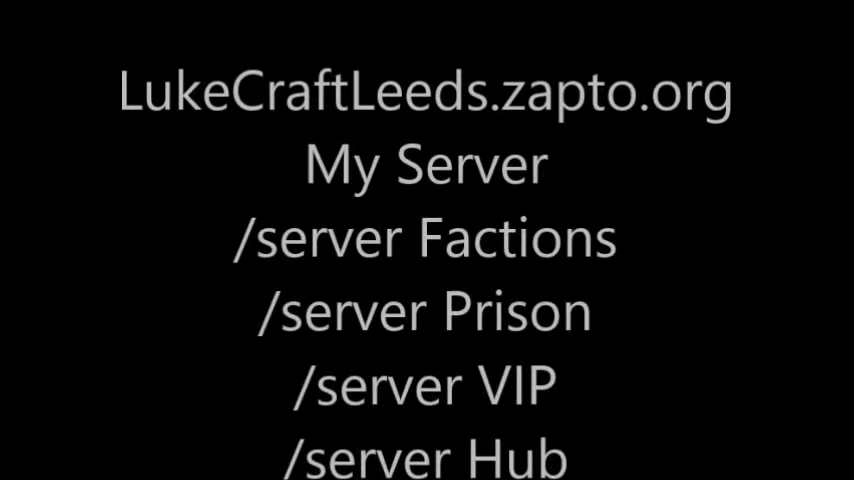 LukeCraftLeeds.zapto.org
My Server
/server Factions
/server Prison
/server VIP
/server Hub